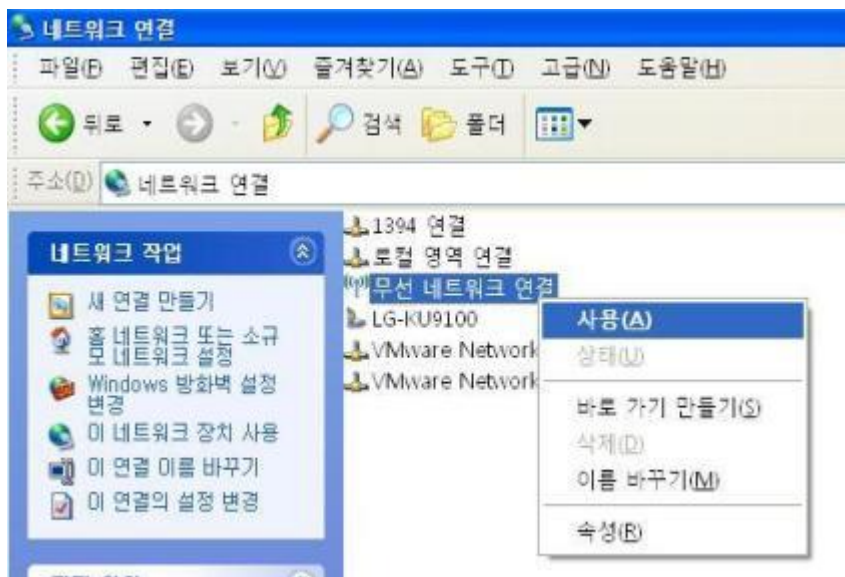 네트워크 연결
파일(F) 편집(E) 보기(V) 즐겨찾기(A) 도구(T) 고급(N) 도움말(H)
뒤로 검색 폴더
주소(D) 네트워크 연결
네트워크 작업
새 연결 만들기
홈 네트워크 또는 소규
모 네트워크 설정
Windows 방화벽 설정
변경
이 네트워크 장치 사용
이 연결 이름 바꾸기
이 연결의 설정 변경
1394 연결
로컬 영역 연결
무선 네트워크 연결
LG-KU9100
VMware Network
VMware Network
사용(A)
상태(U)
바로 가기 만들기(S)
삭제(D)
이름 바꾸기(M)
속성(R)